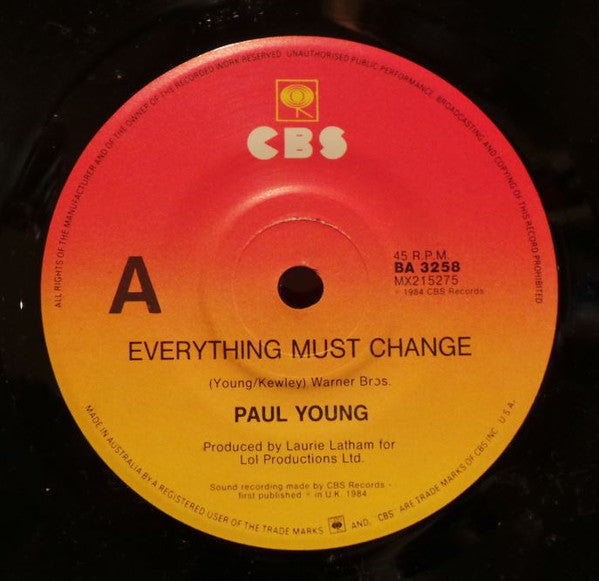 ALL RIGHTS OF THE MANUFACTURER AND OF THE OWNER OF THE RECORDED WORK RESERVED. UNAUTHORISED PUBLIC PERFORMANCE, BROADCASTING AND COPYING OF THIS RECORD PROHIBITED
CBS
A
45 R.P.M.
BA 3258
MX215275
℗ 1984 CBS Records
EVERYTHING MUST CHANGE
(Young/Kewley) Warner Bros.
PAUL YOUNG
Produced by Laurie Latham for
Lol Productions Ltd.
Sound recording made by CBS Records -
first published ℗ in U.K. 1984
MADE IN AUSTRALIA BY A REGISTERED USER OF THE TRADE MARKS AND, CBS ARE TRADE MARKS OF CBS INC. U.S.A.